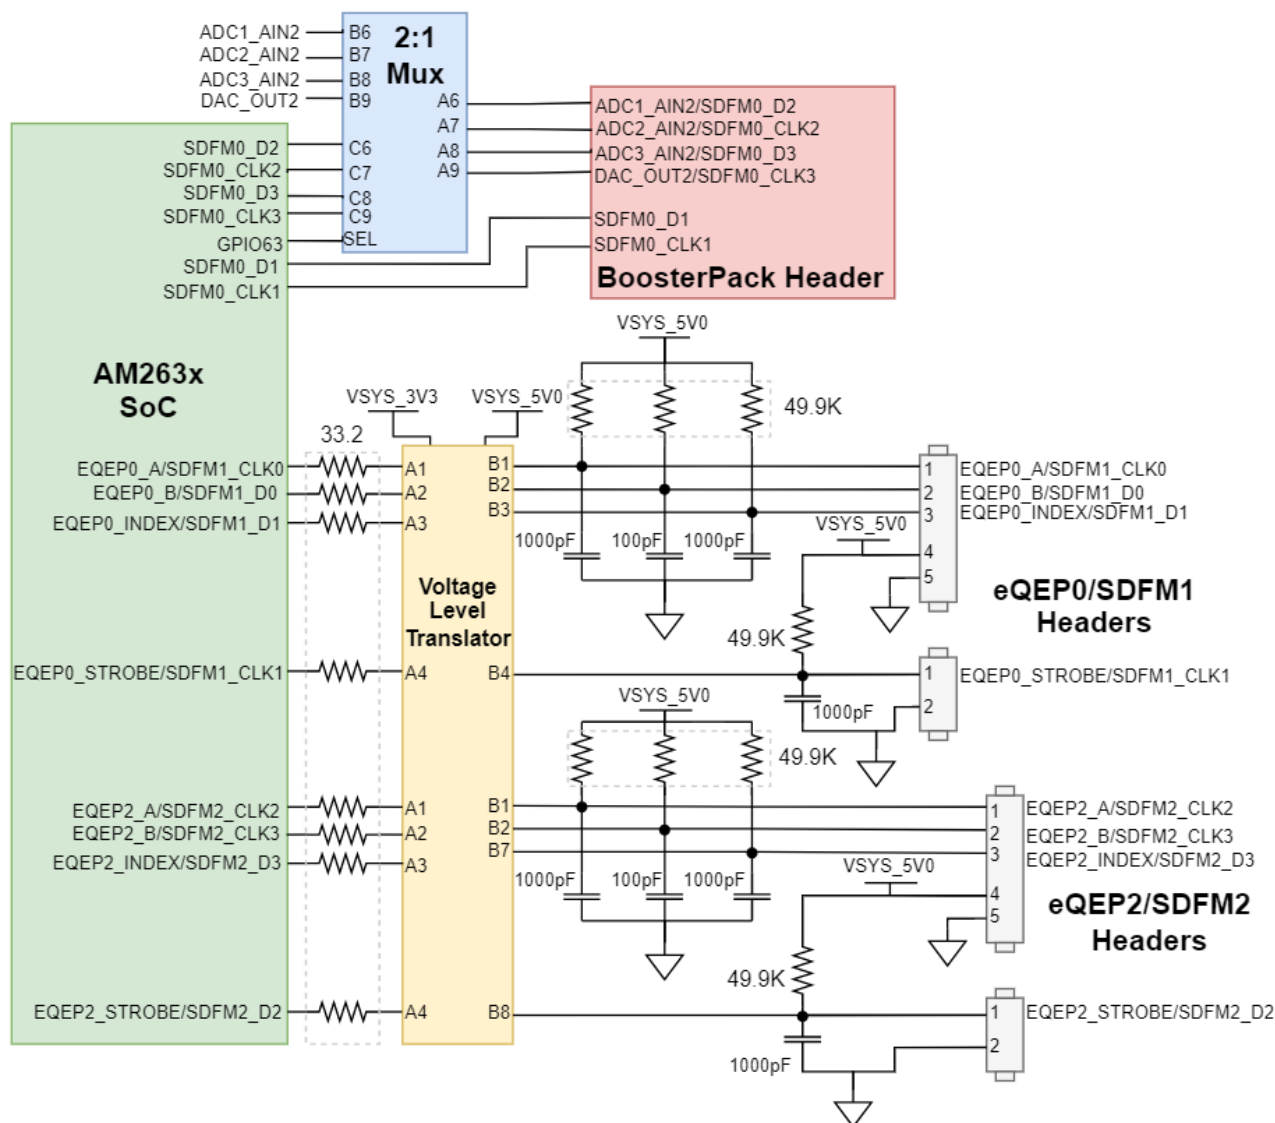 ADC1_AIN2
ADC2_AIN2
ADC3_AIN2
DAC_OUT2
B6
B7
B8
B9
2:1
Mux
A6
A7
A8
A9
C6
C7
C8
C9
SEL
SDFM0_D2
SDFM0_CLK2
SDFM0_D3
SDFM0_CLK3
GPIO63
SDFM0_D1
SDFM0_CLK1
ADC1_AIN2/SDFM0_D2
ADC2_AIN2/SDFM0_CLK2
ADC3_AIN2/SDFM0_D3
DAC_OUT2/SDFM0_CLK3
SDFM0_D1
SDFM0_CLK1
BoosterPack Header
AM263x
SoC
VSYS_5V0
VSYS_3V3
VSYS_5V0
49.9K
33.2
EQEP0_A/SDFM1_CLK0
EQEP0_B/SDFM1_D0
EQEP0_INDEX/SDFM1_D1
A1
A2
A3
B1
B2
B3
1000pF
100pF
1000pF
VSYS_5V0
1
2
3
4
5
EQEP0_A/SDFM1_CLK0
EQEP0_B/SDFM1_D0
EQEP0_INDEX/SDFM1_D1
eQEP0/SDFM1
Headers
Voltage
Level
Translator
49.9K
EQEP0_STROBE/SDFM1_CLK1
A4
B4
1
2
EQEP0_STROBE/SDFM1_CLK1
VSYS_5V0
1000pF
49.9K
EQEP2_A/SDFM2_CLK2
EQEP2_B/SDFM2_CLK3
EQEP2_INDEX/SDFM2_D3
A1
A2
A3
B1
B2
B7
1000pF
100pF
1000pF
VSYS_5V0
1
2
3
4
5
EQEP2_A/SDFM2_CLK2
EQEP2_B/SDFM2_CLK3
EQEP2_INDEX/SDFM2_D3
eQEP2/SDFM2
Headers
49.9K
EQEP2_STROBE/SDFM2_D2
A4
B8
1
2
EQEP2_STROBE/SDFM2_D2
1000pF